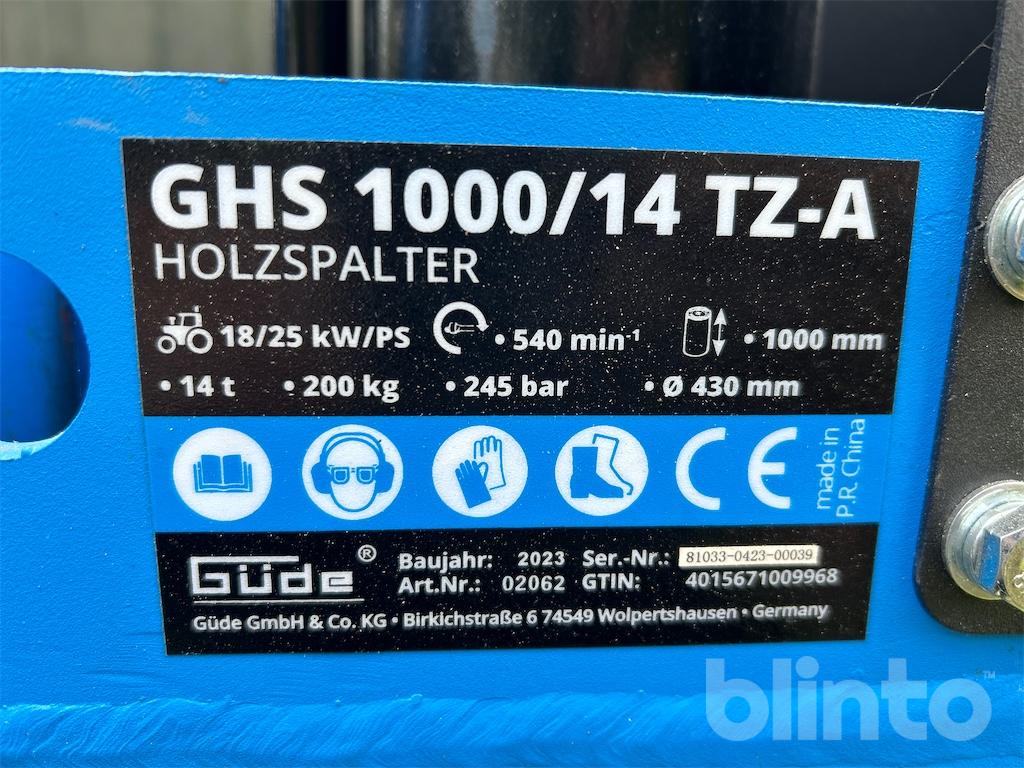 GHS 1000/14 TZ-A
HOLZSPALTER
18/25 kW/PS • 540 min⁻¹ • 1000 mm
• 14 t • 200 kg • 245 bar • Ø 430 mm
CE made in P.R. China
Güde® Baujahr: 2023 Ser.-Nr.: 81033-0423-00039
Art.Nr.: 02062 GTIN: 4015671009968
Güde GmbH & Co. KG • Birkichstraße 6 74549 Wolpertshausen • Germany
blinto™